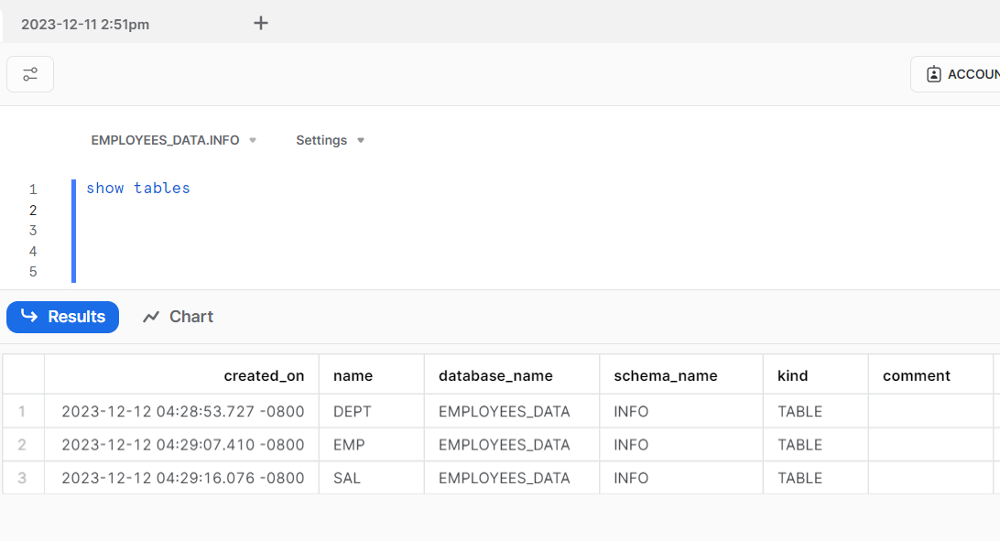 2023-12-11 2:51pm +
ACCOUN
EMPLOYEES_DATA.INFO Settings
1 show tables
2
3
4
5
Results Chart
created_on name database_name schema_name kind comment
1 2023-12-12 04:28:53.727 -0800 DEPT EMPLOYEES_DATA INFO TABLE
2 2023-12-12 04:29:07.410 -0800 EMP EMPLOYEES_DATA INFO TABLE
3 2023-12-12 04:29:16.076 -0800 SAL EMPLOYEES_DATA INFO TABLE